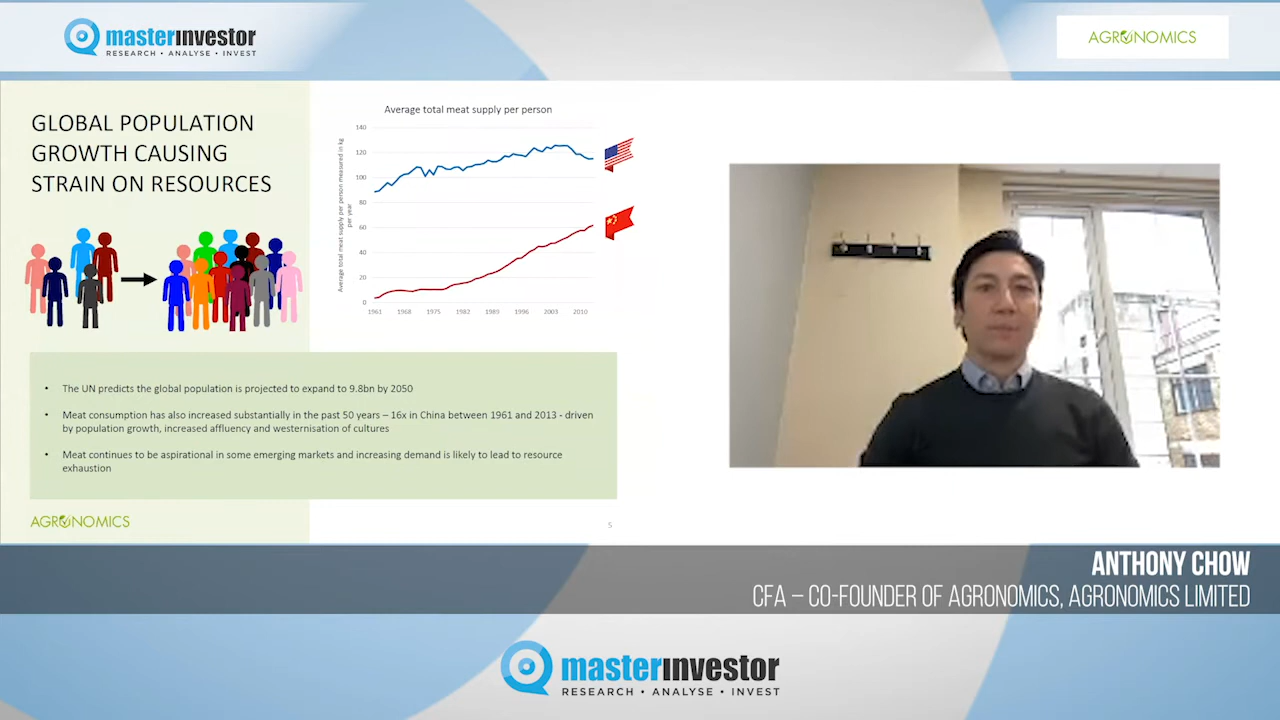 masterinvestor
RESEARCH • ANALYSE • INVEST
AGRONOMICS
GLOBAL POPULATION
GROWTH CAUSING
STRAIN ON RESOURCES
Average total meat supply per person
Average total meat supply per person measured in kg
per year
140
120
100
80
60
40
20
0
1961 1968 1975 1982 1989 1996 2003 2010
• The UN predicts the global population is projected to expand to 9.8bn by 2050
• Meat consumption has also increased substantially in the past 50 years – 16x in China between 1961 and 2013 - driven
by population growth, increased affluency and westernisation of cultures
• Meat continues to be aspirational in some emerging markets and increasing demand is likely to lead to resource
exhaustion
AGRONOMICS
5
ANTHONY CHOW
CFA – CO-FOUNDER OF AGRONOMICS, AGRONOMICS LIMITED
masterinvestor
RESEARCH • ANALYSE • INVEST